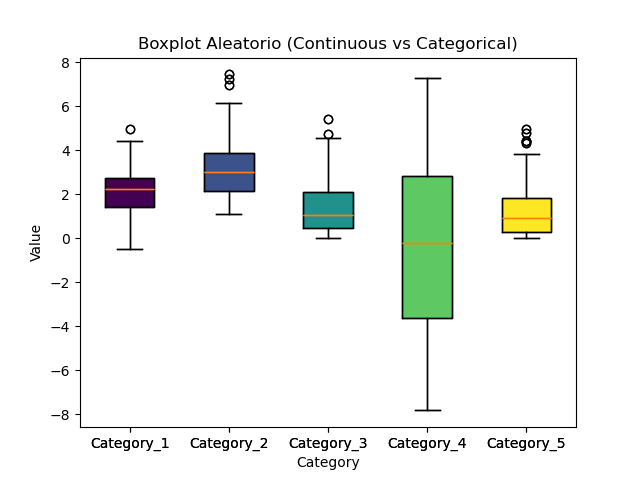 Boxplot Aleatorio (Continuous vs Categorical)
8
6
4
2
0
−2
−4
−6
−8
Value
Category_1 Category_2 Category_3 Category_4 Category_5
Category